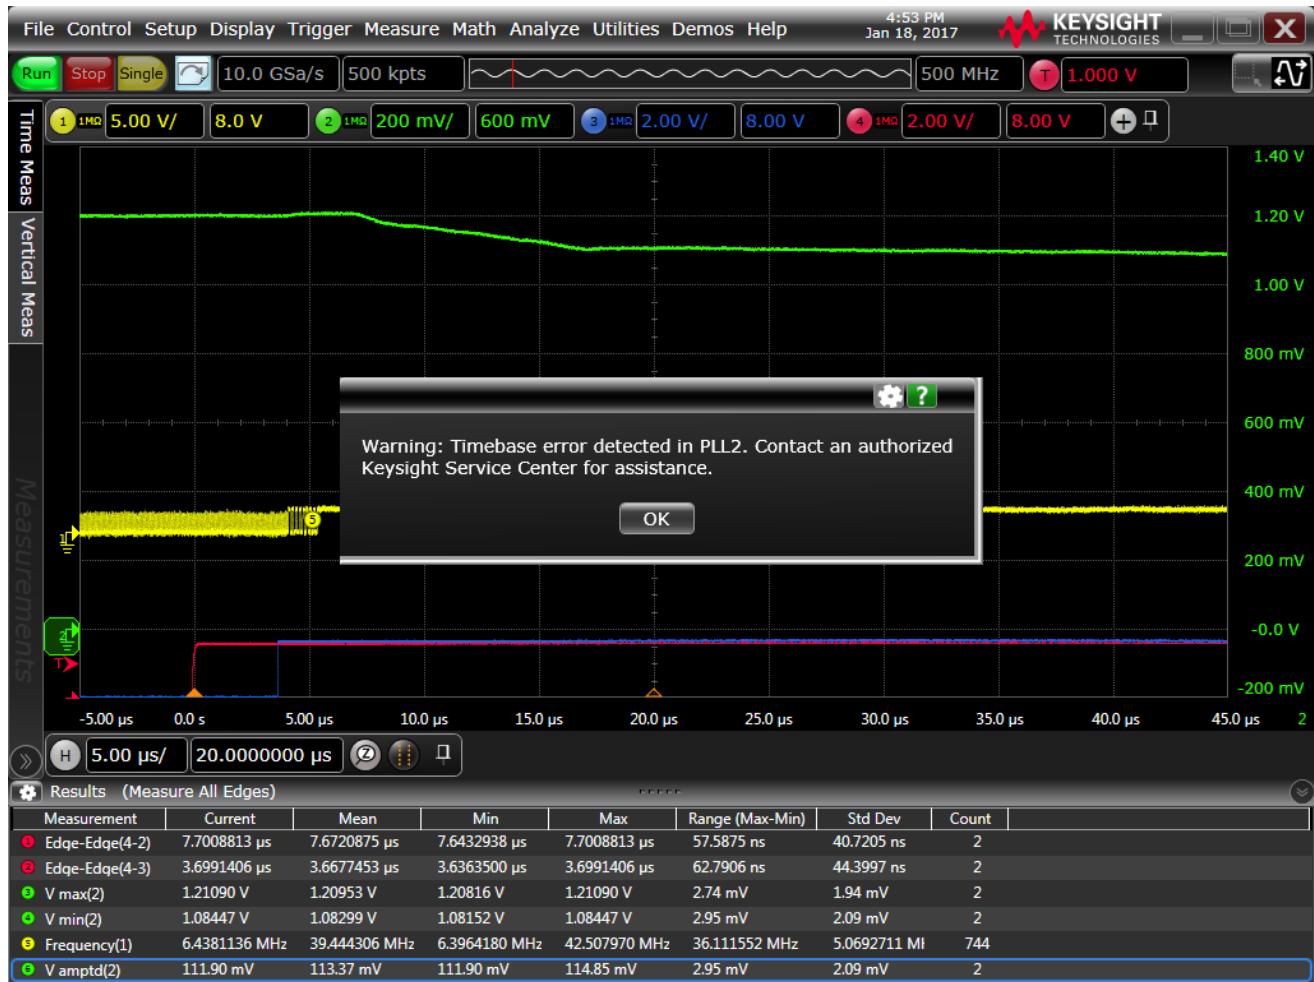 File Control Setup Display Trigger Measure Math Analyze Utilities Demos Help
4:53 PM
Jan 18, 2017
KEYSIGHT
TECHNOLOGIES
Run Stop Single 10.0 GSa/s 500 kpts 500 MHz T 1.000 V
1 1MΩ 5.00 V/ 8.0 V 2 1MΩ 200 mV/ 600 mV 3 1MΩ 2.00 V/ 8.00 V 4 1MΩ 2.00 V/ 8.00 V
Time Meas
Vertical Meas
Measurements
1.40 V
1.20 V
1.00 V
800 mV
600 mV
400 mV
200 mV
-0.0 V
-200 mV
Warning: Timebase error detected in PLL2. Contact an authorized
Keysight Service Center for assistance.
OK
?
5
1
2
T
-5.00 µs 0.0 s 5.00 µs 10.0 µs 15.0 µs 20.0 µs 25.0 µs 30.0 µs 35.0 µs 40.0 µs 45.0 µs 2
H 5.00 µs/ 20.0000000 µs Z
Results (Measure All Edges)
Measurement Current Mean Min Max Range (Max-Min) Std Dev Count
1 Edge-Edge(4-2) 7.7008813 µs 7.6720875 µs 7.6432938 µs 7.7008813 µs 57.5875 ns 40.7205 ns 2
2 Edge-Edge(4-3) 3.6991406 µs 3.6677453 µs 3.6363500 µs 3.6991406 µs 62.7906 ns 44.3997 ns 2
3 V max(2) 1.21090 V 1.20953 V 1.20816 V 1.21090 V 2.74 mV 1.94 mV 2
4 V min(2) 1.08447 V 1.08299 V 1.08152 V 1.08447 V 2.95 mV 2.09 mV 2
5 Frequency(1) 6.4381136 MHz 39.444306 MHz 6.3964180 MHz 42.507970 MHz 36.111552 MHz 5.0692711 MH 744
6 V amptd(2) 111.90 mV 113.37 mV 111.90 mV 114.85 mV 2.95 mV 2.09 mV 2